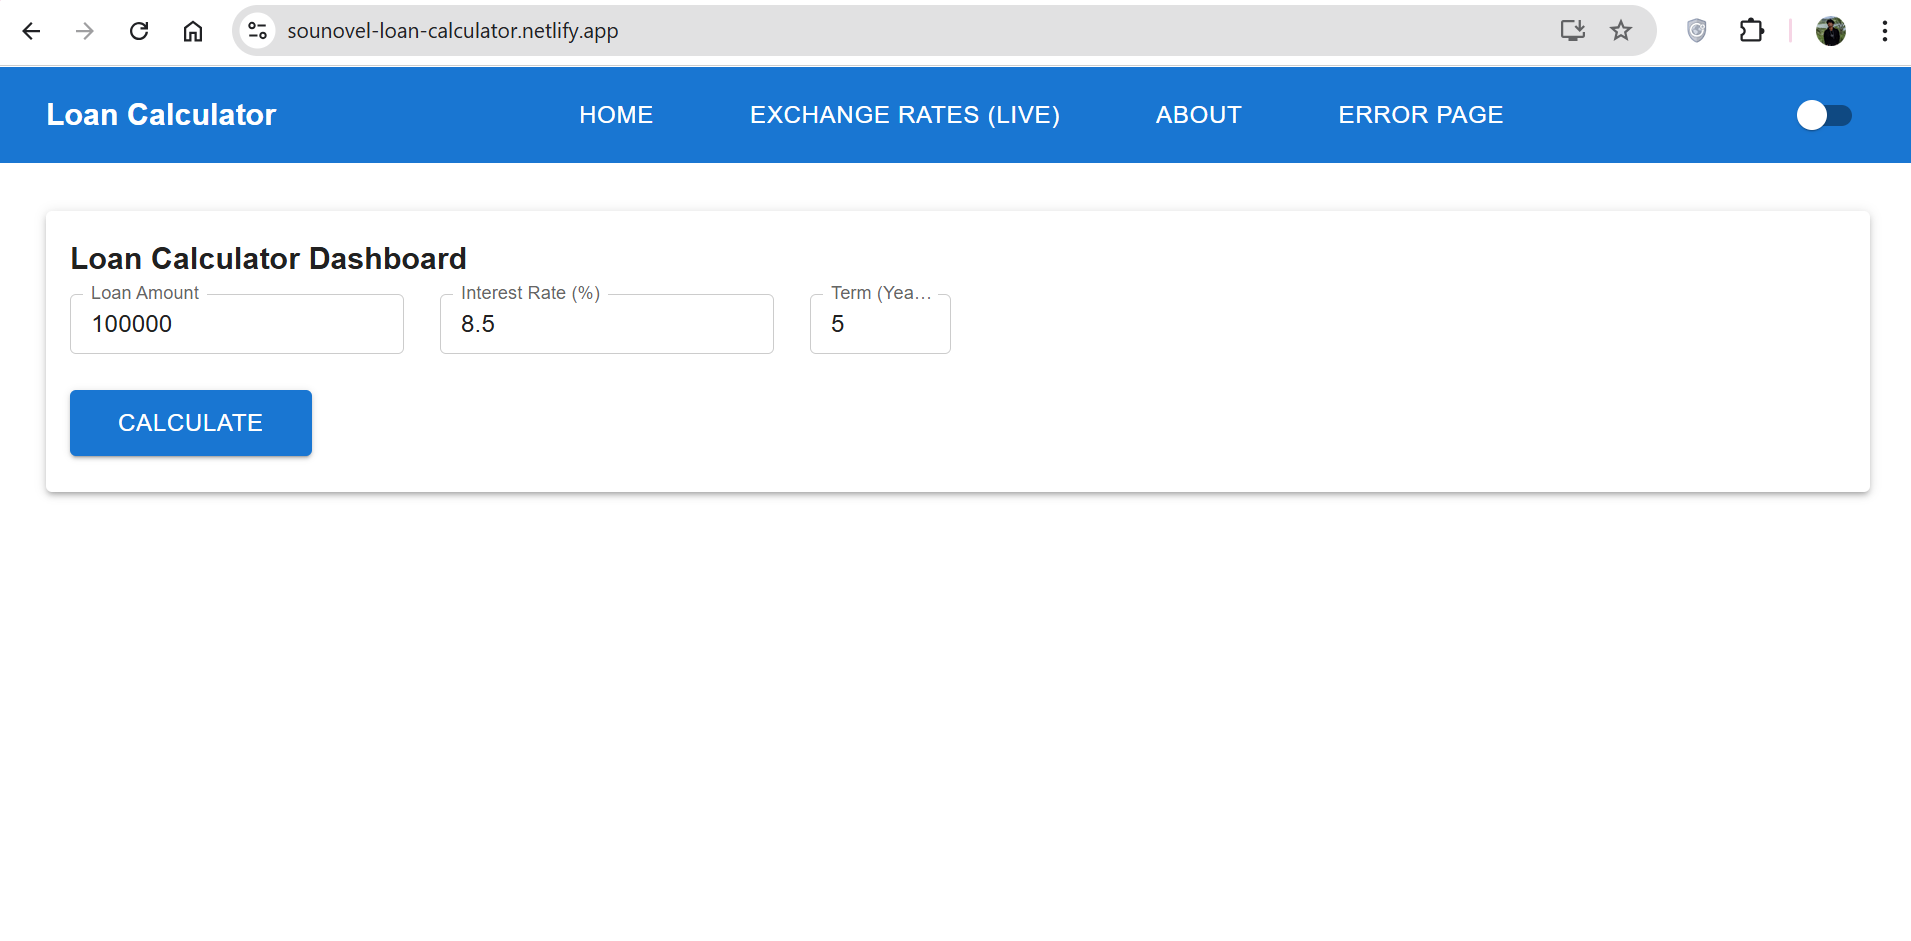 sounovel-loan-calculator.netlify.app
Loan Calculator HOME EXCHANGE RATES (LIVE) ABOUT ERROR PAGE
Loan Calculator Dashboard
Loan Amount Interest Rate (%) Term (Yea...
100000 8.5 5
CALCULATE